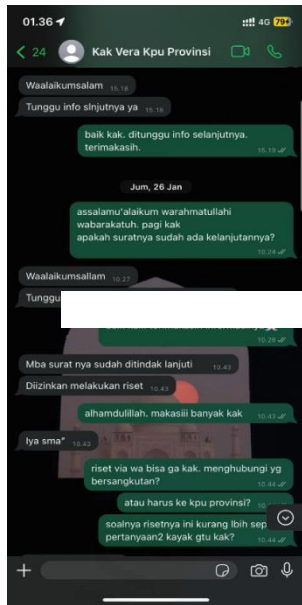 01.36
4G 79+
24
Kak Vera Kpu Provinsi
Waalaikumsalam 15.18
Tunggu info slnjutnya ya 15.18
baik kak. ditunggu info selanjutnya.
terimakasih. 15.19
Jum, 26 Jan
assalamu'alaikum warahmatullahi
wabarakatuh. pagi kak
apakah suratnya sudah ada kelanjutannya?
10.24
Waalaikumsallam 10.27
Tunggu
10.28
Mba surat nya sudah ditindak lanjuti 10.43
Diizinkan melakukan riset 10.43
alhamdulillah. makasiii banyak kak 10.43
Iya sma" 10.43
riset via wa bisa ga kak. menghubungi yg
bersangkutan? 10.44
atau harus ke kpu provinsi?
soalnya risetnya ini kurang lbih sep
pertanyaan2 kayak gtu kak? 10.44